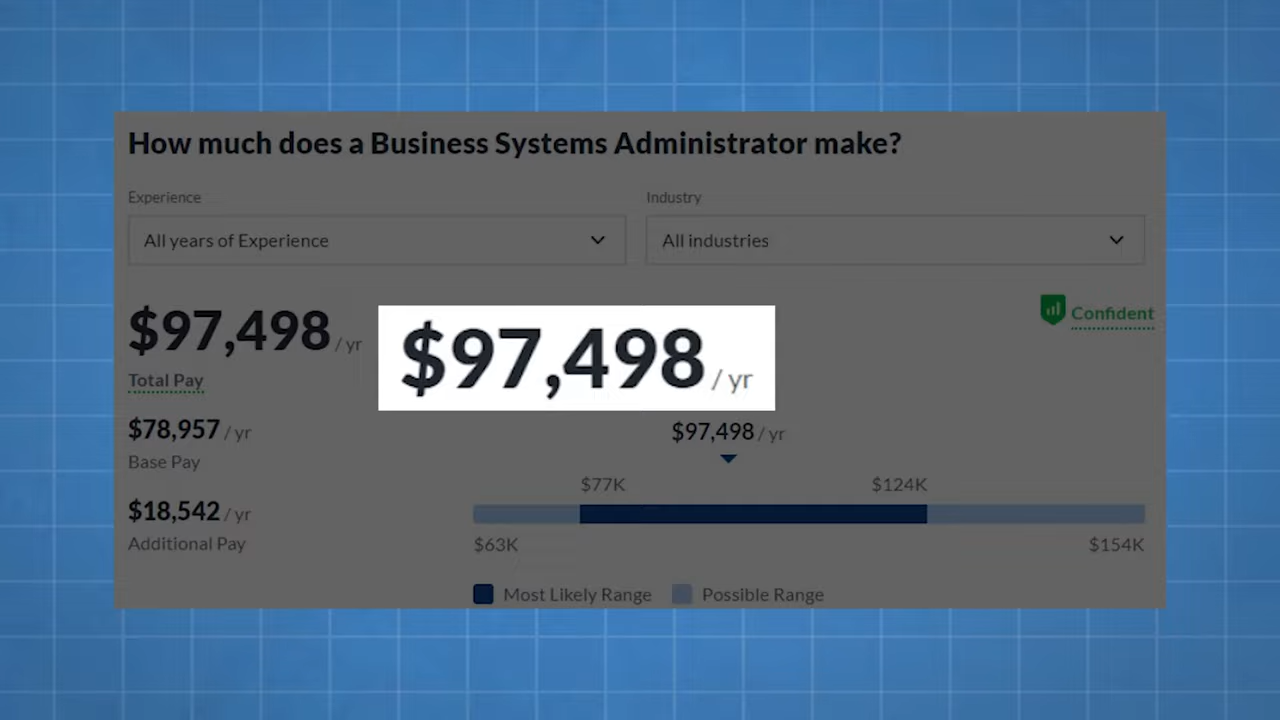 How much does a Business Systems Administrator make?
Experience
Industry
All years of Experience
All industries
$97,498 / yr
$97,498 / yr
Confident
Total Pay
$78,957 / yr
Base Pay
$97,498 / yr
$77K
$124K
$18,542 / yr
Additional Pay
$63K
$154K
Most Likely Range
Possible Range